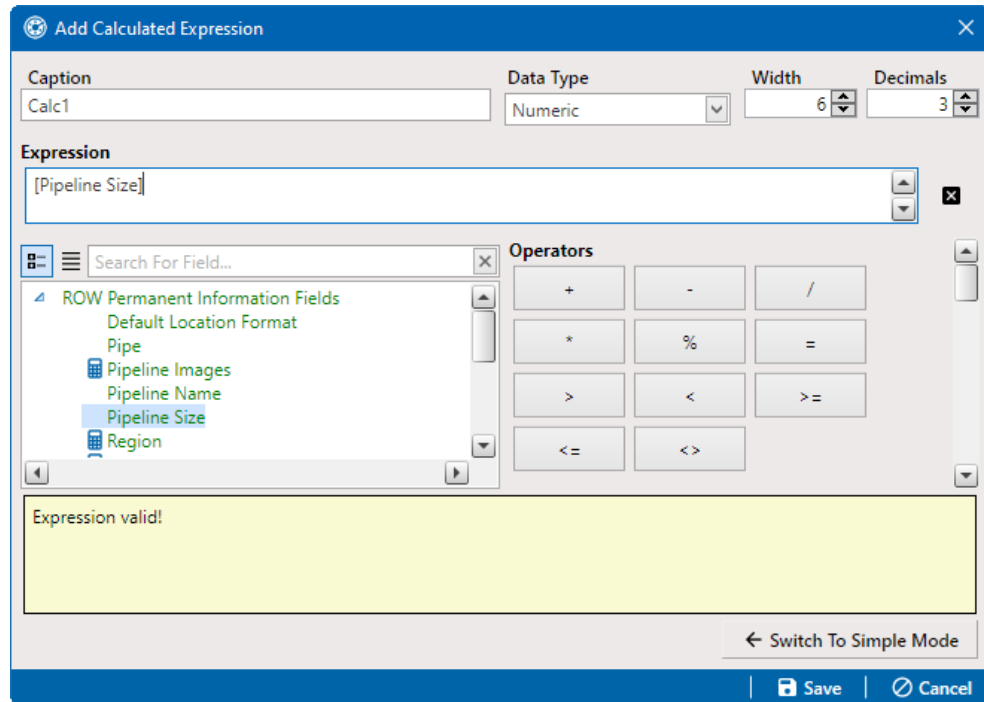 Add Calculated Expression
Caption
Data Type
Width
Decimals
Calc1
Numeric
6
3
Expression
[Pipeline Size]
Search For Field...
Operators
ROW Permanent Information Fields
Default Location Format
Pipe
Pipeline Images
Pipeline Name
Pipeline Size
Region
+ - /
* % =
> < >=
<= <>
Expression valid!
← Switch To Simple Mode
Save
Cancel